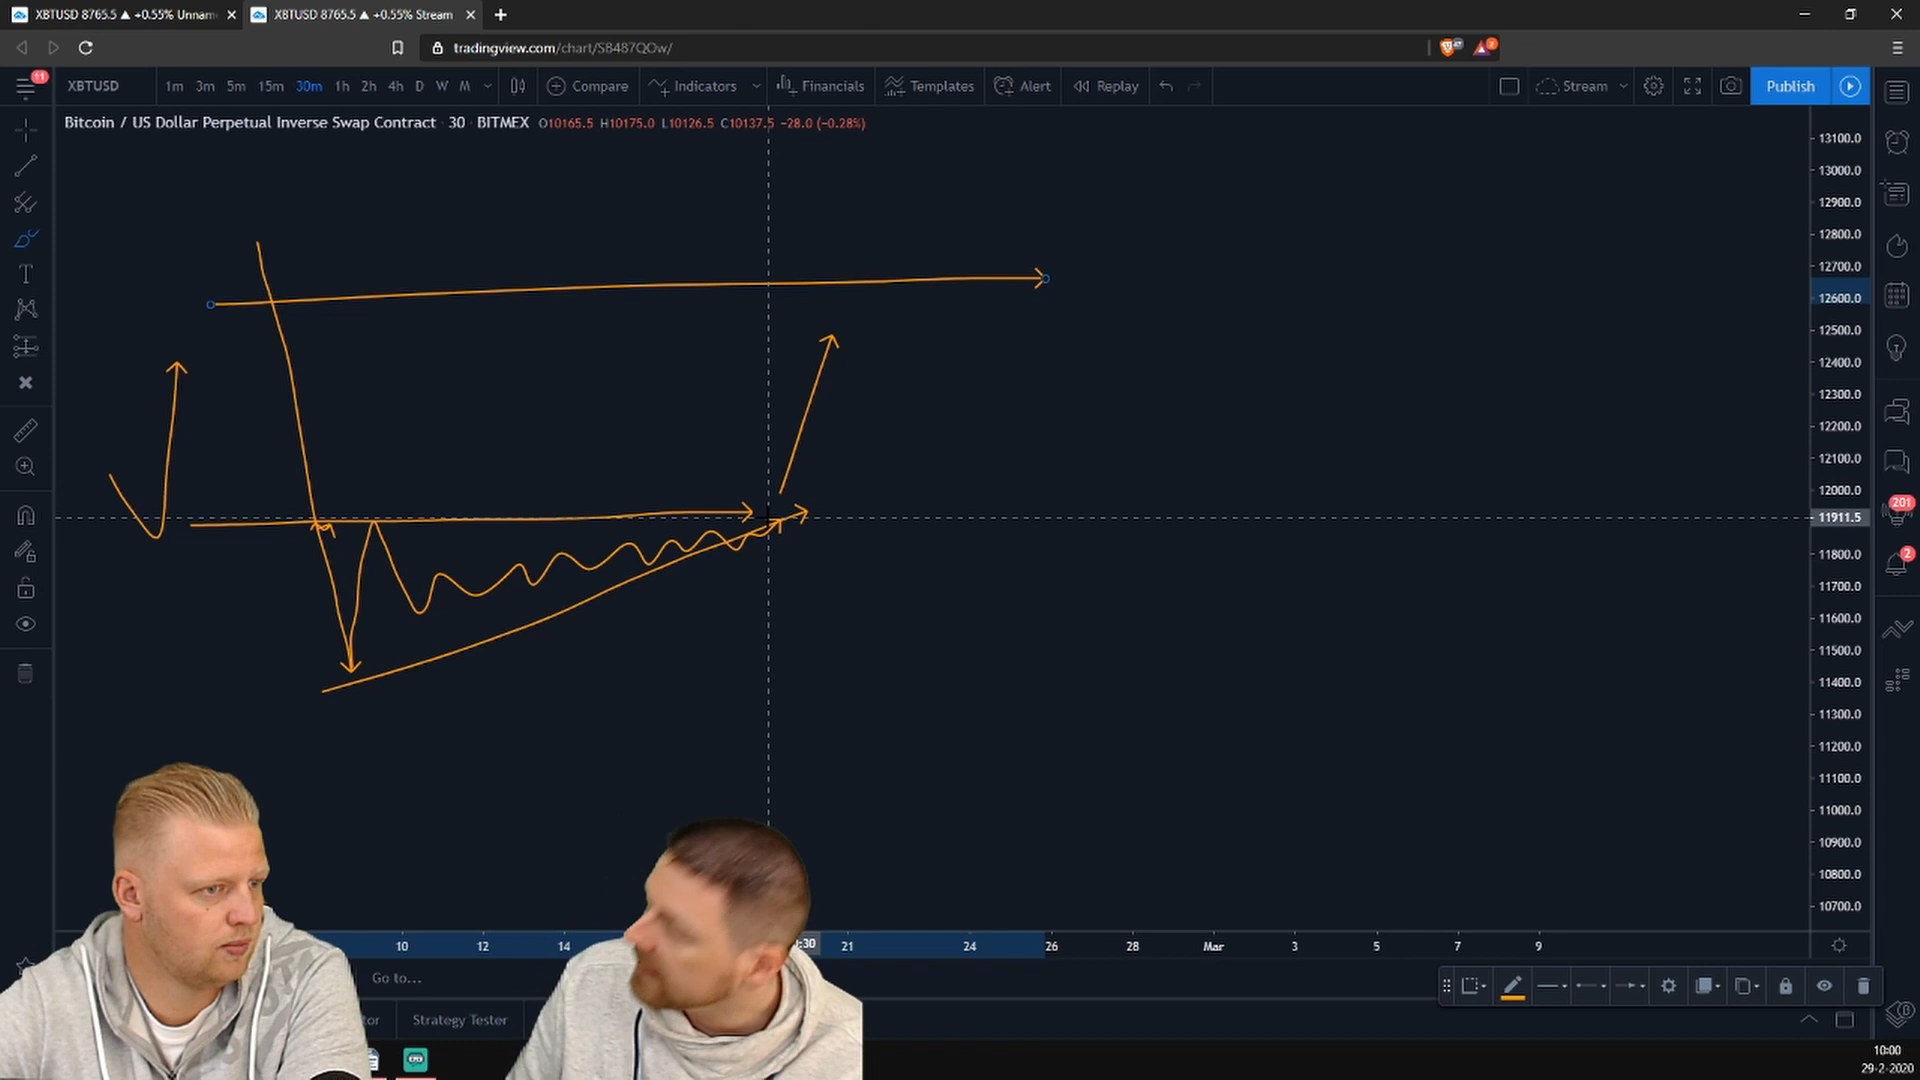 XBTUSD 8765.5 ▲ +0.55% Unnam
XBTUSD 8765.5 ▲ +0.55% Stream
tradingview.com/chart/SB487QOw/
11
XBTUSD
1m 3m 5m 15m 30m 1h 2h 4h D W M
Compare
Indicators
Financials
Templates
Alert
Replay
Stream
Publish
Bitcoin / US Dollar Perpetual Inverse Swap Contract · 30 · BITMEX O10165.5 H10175.0 L10126.5 C10137.5 −28.0 (−0.28%)
13100.0
13000.0
12900.0
12800.0
12700.0
12600.0
12500.0
12400.0
12300.0
12200.0
12100.0
12000.0
11911.5
11800.0
11700.0
11600.0
11500.0
11400.0
11300.0
11200.0
11100.0
11000.0
10900.0
10800.0
10700.0
201
2
10 12 14 :30 21 24 26 28 Mar 3 5 7 9
Go to...
tor
Strategy Tester
10:00
29-2-2020